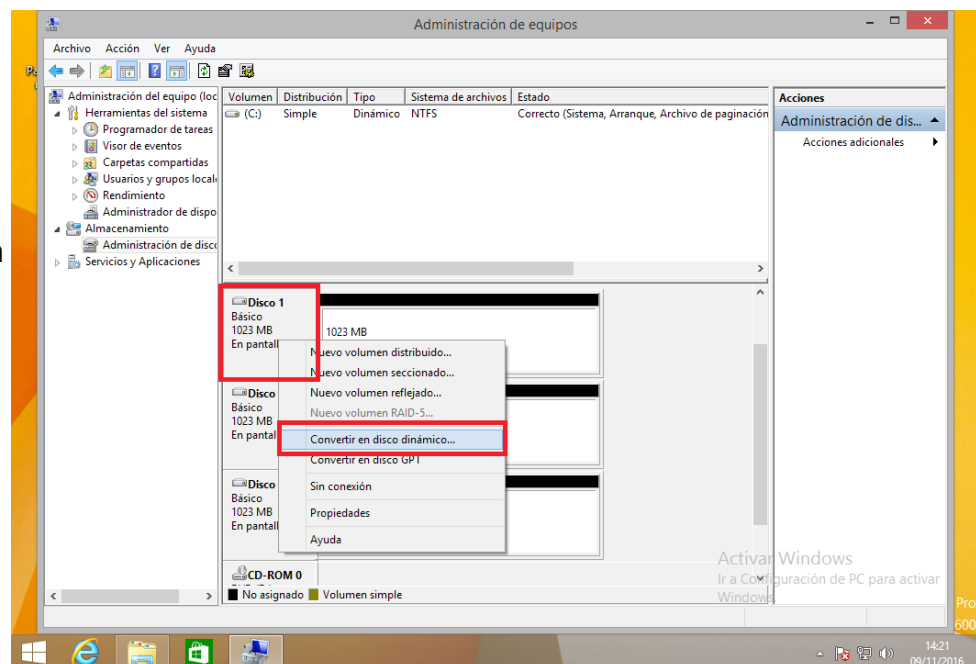 Administración de equipos
Archivo Acción Ver Ayuda
Administración del equipo (loc
Herramientas del sistema
Programador de tareas
Visor de eventos
Carpetas compartidas
Usuarios y grupos locale
Rendimiento
Administrador de dispo
Almacenamiento
Administración de disco
Servicios y Aplicaciones
Volumen Distribución Tipo Sistema de archivos Estado
(C:) Simple Dinámico NTFS Correcto (Sistema, Arranque, Archivo de paginación
Acciones
Administración de dis...
Acciones adicionales
Disco 1
Básico
1023 MB
En pantall
1023 MB
Nuevo volumen distribuido...
Nuevo volumen seccionado...
Nuevo volumen reflejado...
Nuevo volumen RAID-5...
Convertir en disco dinámico...
Convertir en disco GPT
Sin conexión
Propiedades
Ayuda
Disco
Básico
1023 MB
En pantal
Disco
Básico
1023 MB
En pantall
CD-ROM 0
No asignado Volumen simple
Activar Windows
Ir a Configuración de PC para activar
Windows.
Pro
600
14:21
09/11/2016